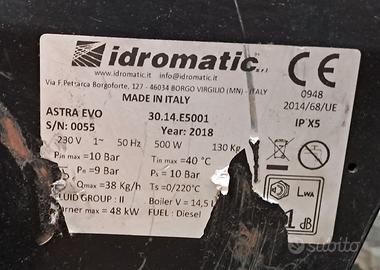 idromatic s.r.l.
www.idromatic.it info@idromatic.it
Via F.Petrarca Borgoforte, 127 - 46034 BORGO VIRGILIO (MN) - ITALY
MADE IN ITALY
CE
0948
2014/68/UE
ASTRA EVO 30.14.E5001
S/N: 0055 Year: 2018 IP X5
230 V 1~ 50 Hz 500 W 130 Kg
Pin max=10 Bar Tin max=40 °C
P=9 Bar Ps = 10 Bar
Qmax=38 Kg/h Ts =0/220°C
LUID GROUP: II Boiler V = 14,5
rner max = 48 kW FUEL: Diesel
LWA
1 dB
subito